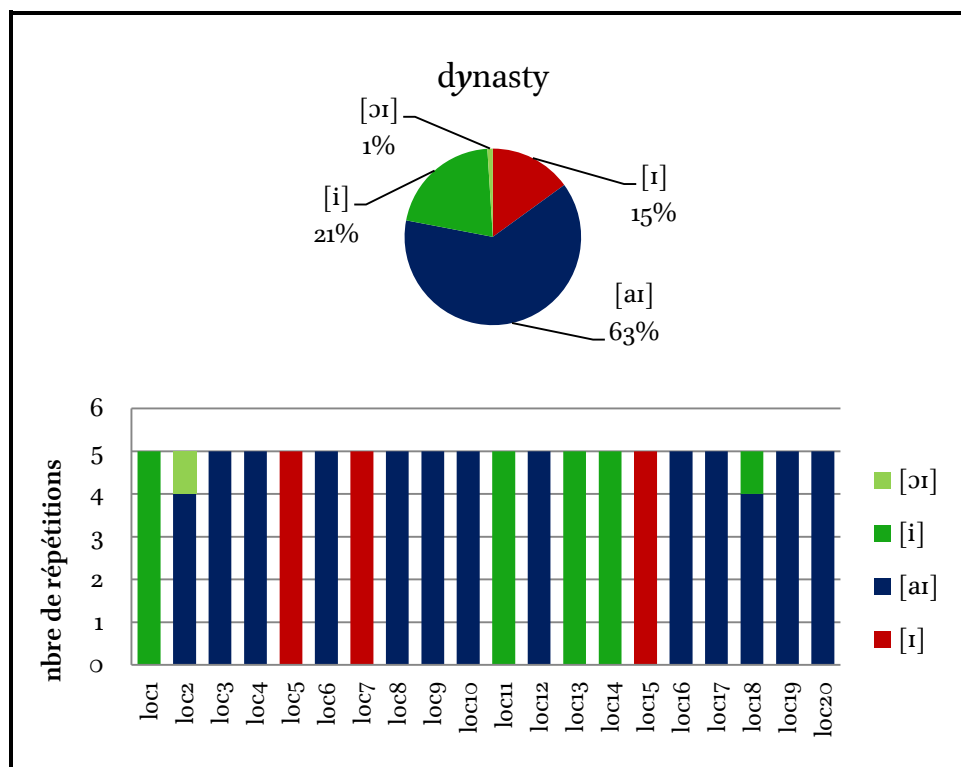 dynasty
[ɔɪ]
1%
[i]
21%
[ɪ]
15%
[aɪ]
63%
nbre de répétitions
6
5
4
3
2
1
0
loc1
loc2
loc3
loc4
loc5
loc6
loc7
loc8
loc9
loc10
loc11
loc12
loc13
loc14
loc15
loc16
loc17
loc18
loc19
loc20
[ɔɪ]
[i]
[aɪ]
[ɪ]